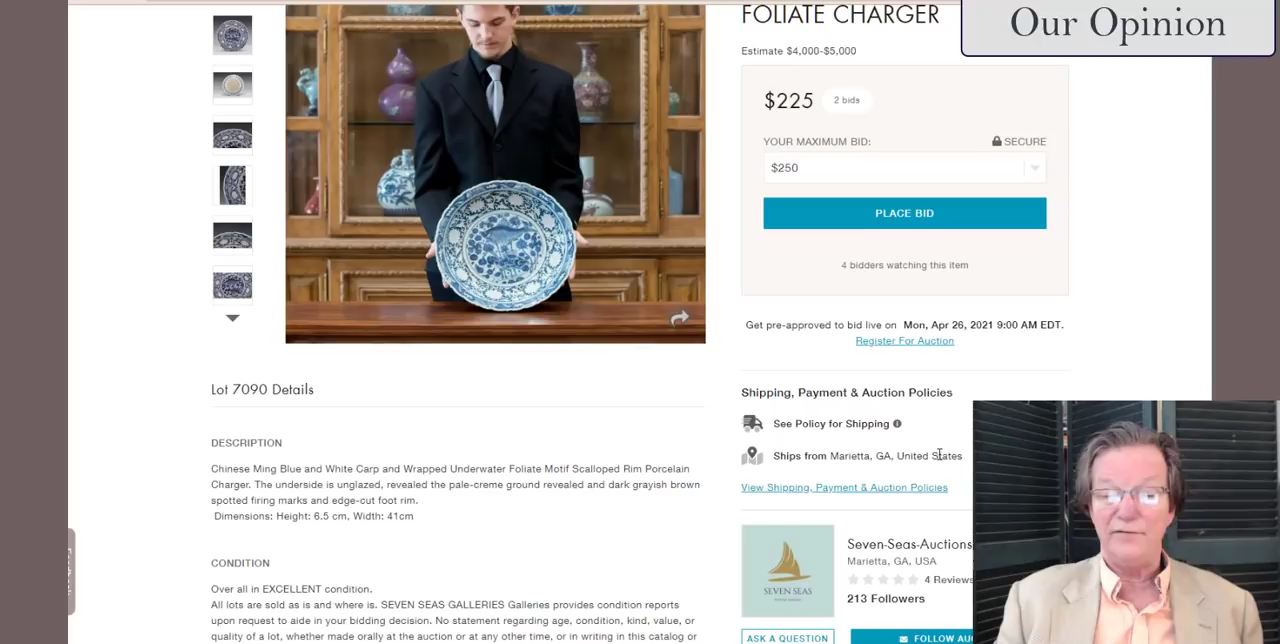 FOLIATE CHARGER
Our Opinion
Estimate $4,000-$5,000
$225
2 bids
YOUR MAXIMUM BID:
SECURE
$250
PLACE BID
4 bidders watching this item
Get pre-approved to bid live on Mon, Apr 26, 2021 9:00 AM EDT.
Register For Auction
Lot 7090 Details
DESCRIPTION
Chinese Ming Blue and White Carp and Wrapped Underwater Foliate Motif Scalloped Rim Porcelain
Charger. The underside is unglazed, revealed the pale-creme ground revealed and dark grayish brown
spotted firing marks and edge-cut foot rim.
Dimensions: Height: 6.5 cm, Width: 41cm
CONDITION
Over all in EXCELLENT condition.
All lots are sold as is and where is. SEVEN SEAS GALLERIES Galleries provides condition reports
upon request to aide in your bidding decision. No statement regarding age, condition, kind, value, or
quality of a lot, whether made orally at the auction or at any other time, or in writing in this catalog or
Shipping, Payment & Auction Policies
See Policy for Shipping
Ships from Marietta, GA, United States
View Shipping, Payment & Auction Policies
SEVEN SEAS
Seven-Seas-Auctions
Marietta, GA, USA
4 Reviews
213 Followers
ASK A QUESTION
FOLLOW AUC